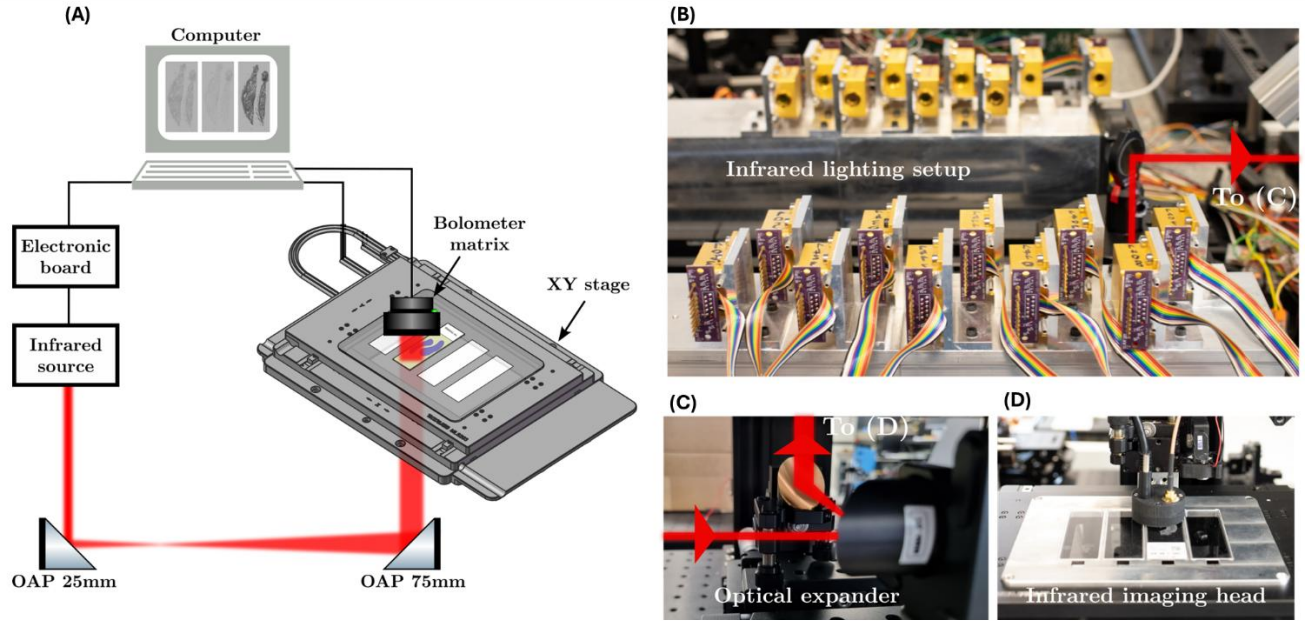 (A)
Computer
Electronic
board
Infrared
source
Bolometer
matrix
XY stage
OAP 25mm
OAP 75mm
(B)
Infrared lighting setup
To (C)
(C)
To (D)
Optical expander
(D)
Infrared imaging head